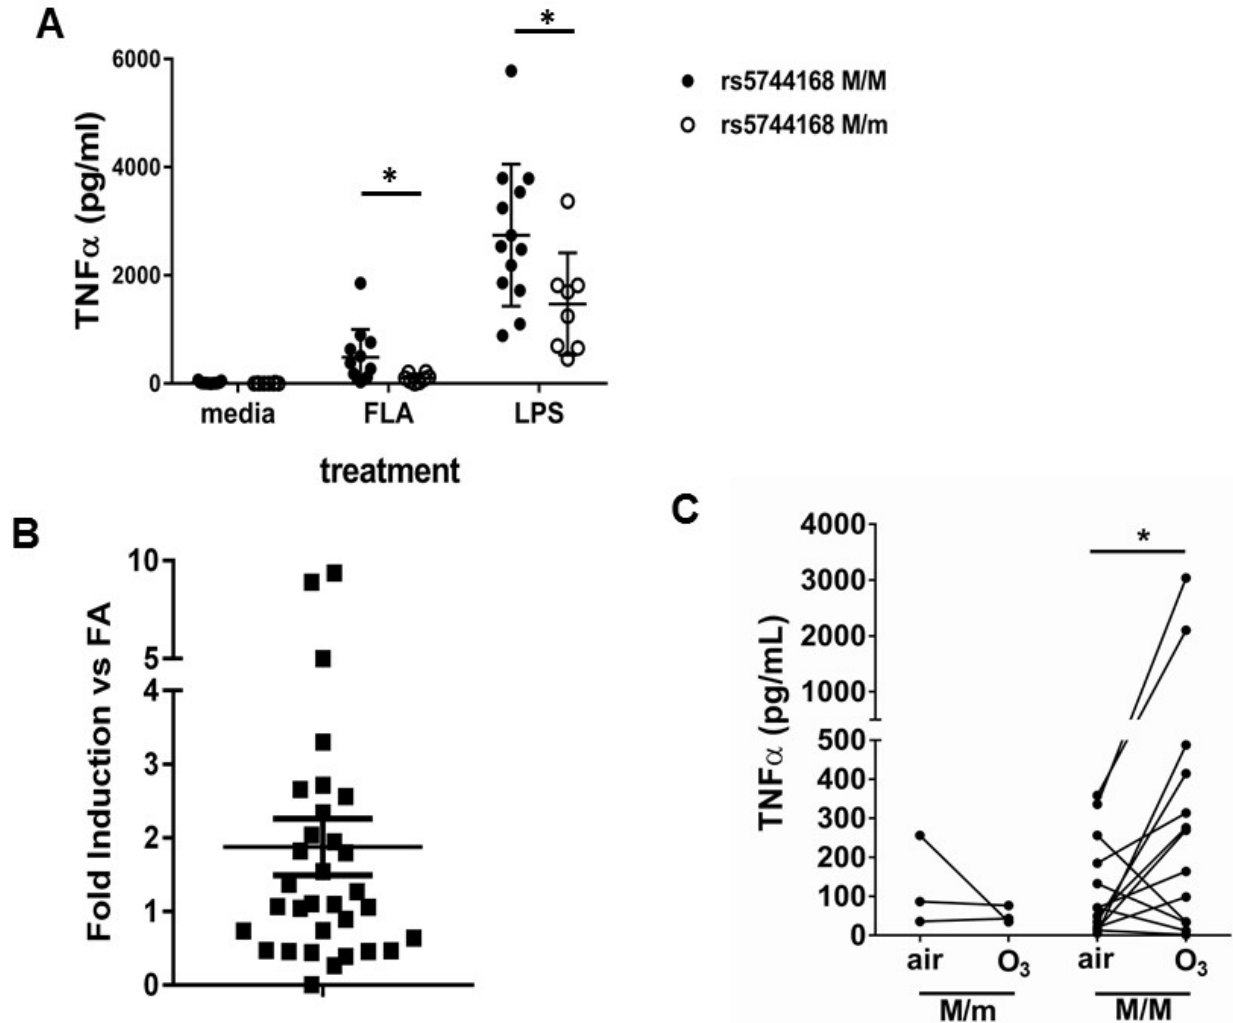 A
*
6000
rs5744168 M/M
rs5744168 M/m
4000
*
TNFα (pg/ml)
2000
0
media FLA LPS
treatment
B
10
5
4
3
2
1
0
Fold Induction vs FA
C
4000
*
3000
2000
1000
500
400
300
200
100
0
TNFα (pg/mL)
air O₃ air O₃
M/m M/M